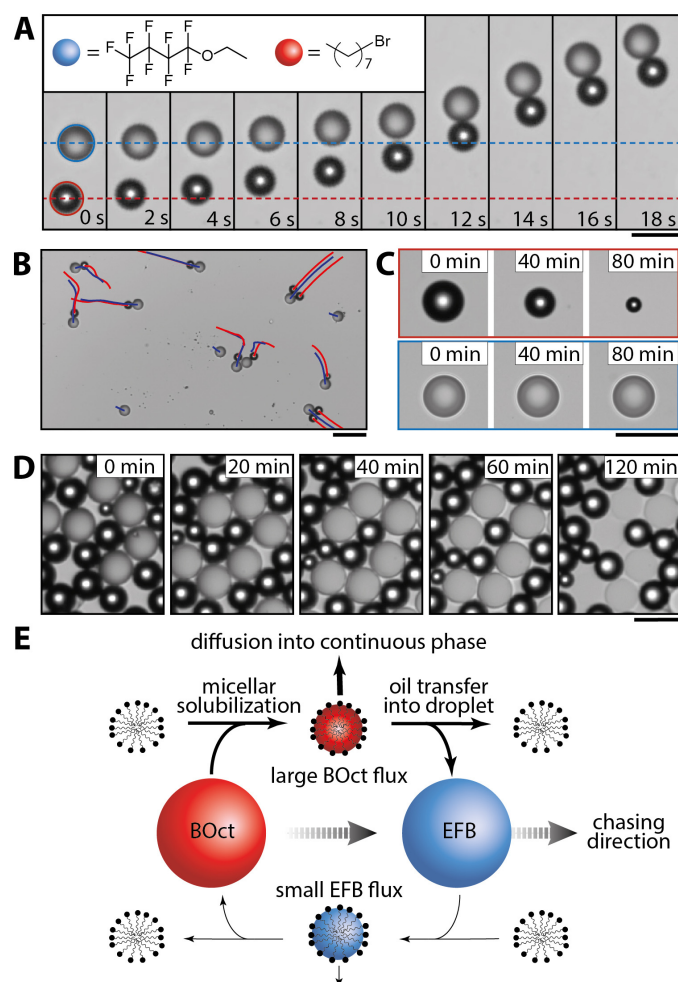 A
= F F F F F F F F F O
= Br 7
0 s 2 s 4 s 6 s 8 s 10 s 12 s 14 s 16 s 18 s
B
C
0 min 40 min 80 min
0 min 40 min 80 min
D
0 min 20 min 40 min 60 min 120 min
E
diffusion into continuous phase
micellar
solubilization
oil transfer
into droplet
large BOct flux
BOct
EFB
chasing
direction
small EFB flux